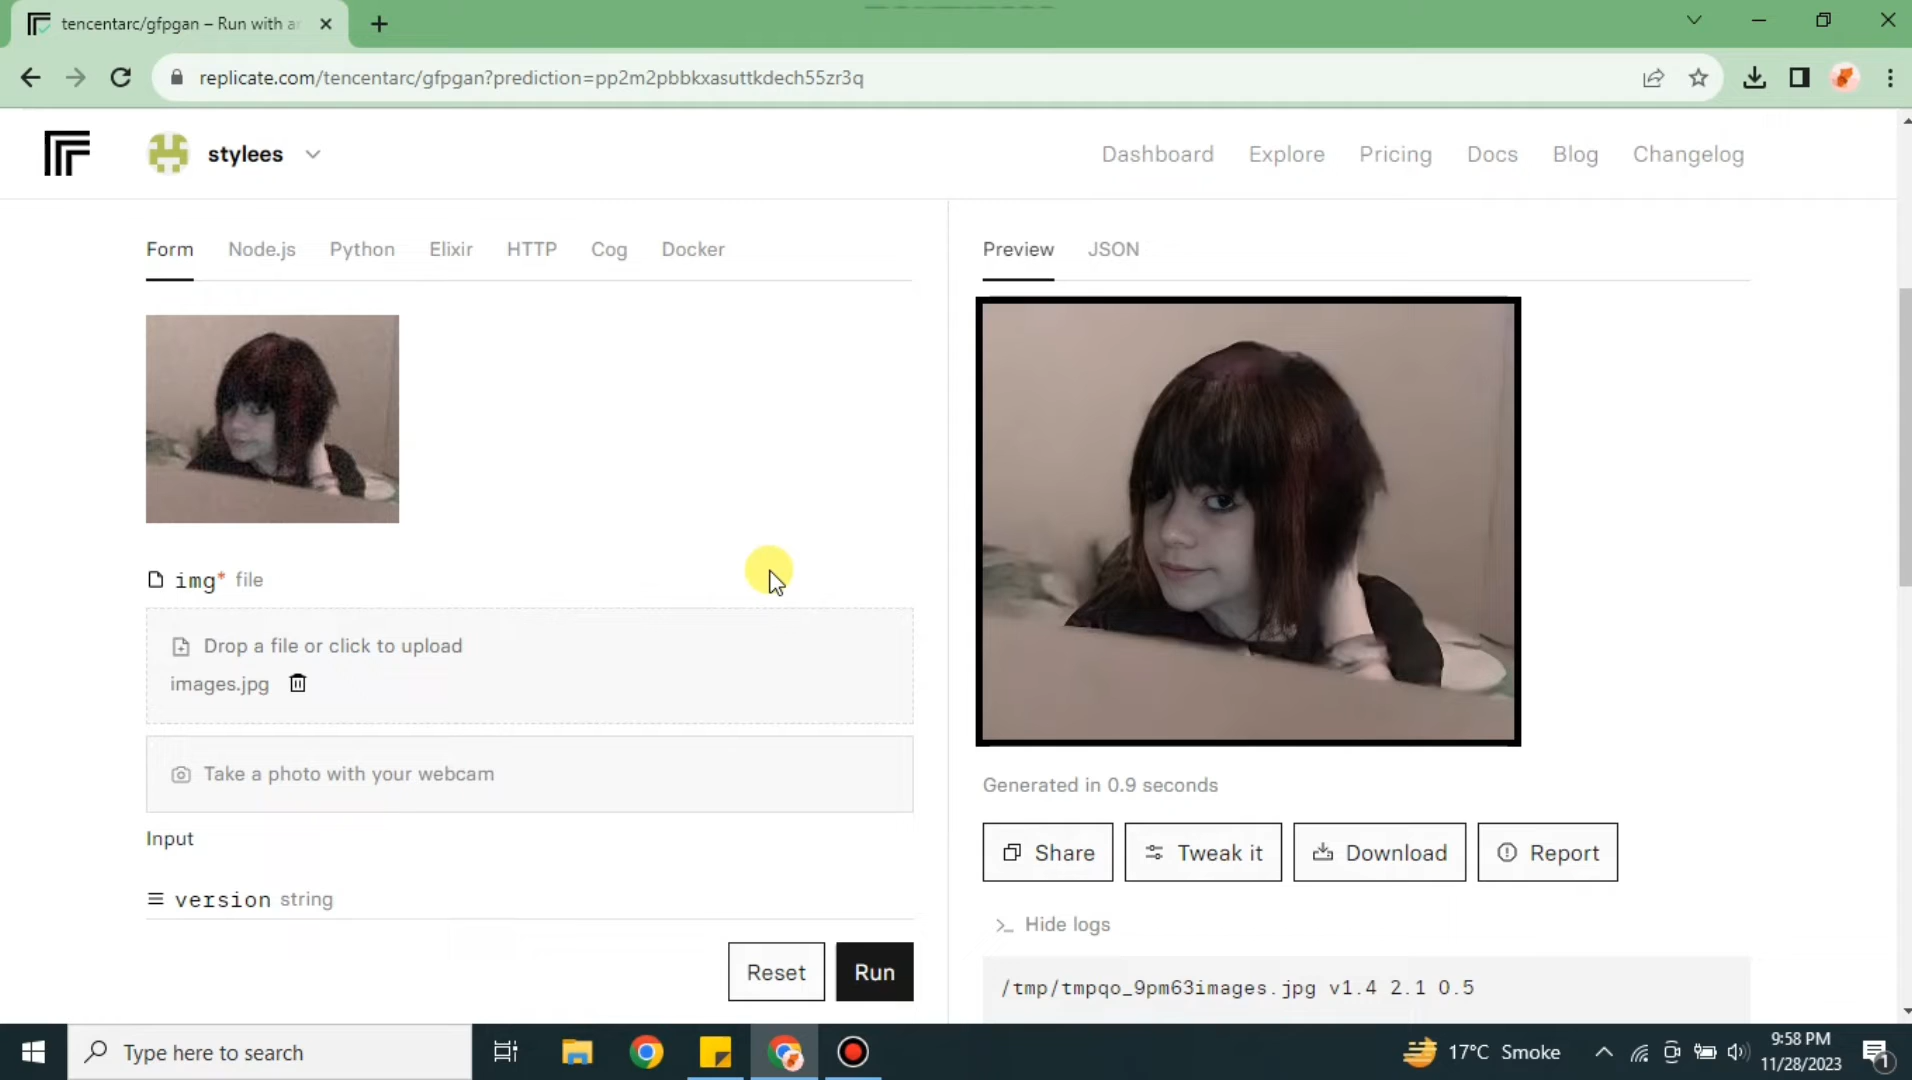 tencentarc/gfpgan – Run with a
replicate.com/tencentarc/gfpgan?prediction=pp2m2pbbkxasuttkdech55zr3q
stylees
Dashboard Explore Pricing Docs Blog Changelog
Form Node.js Python Elixir HTTP Cog Docker
Preview JSON
img* file
Drop a file or click to upload
images.jpg
Take a photo with your webcam
Input
version string
Reset Run
Generated in 0.9 seconds
Share Tweak it Download Report
>_ Hide logs
/tmp/tmpqo_9pm63images.jpg v1.4 2.1 0.5
Type here to search
17°C Smoke
9:58 PM
11/28/2023
1